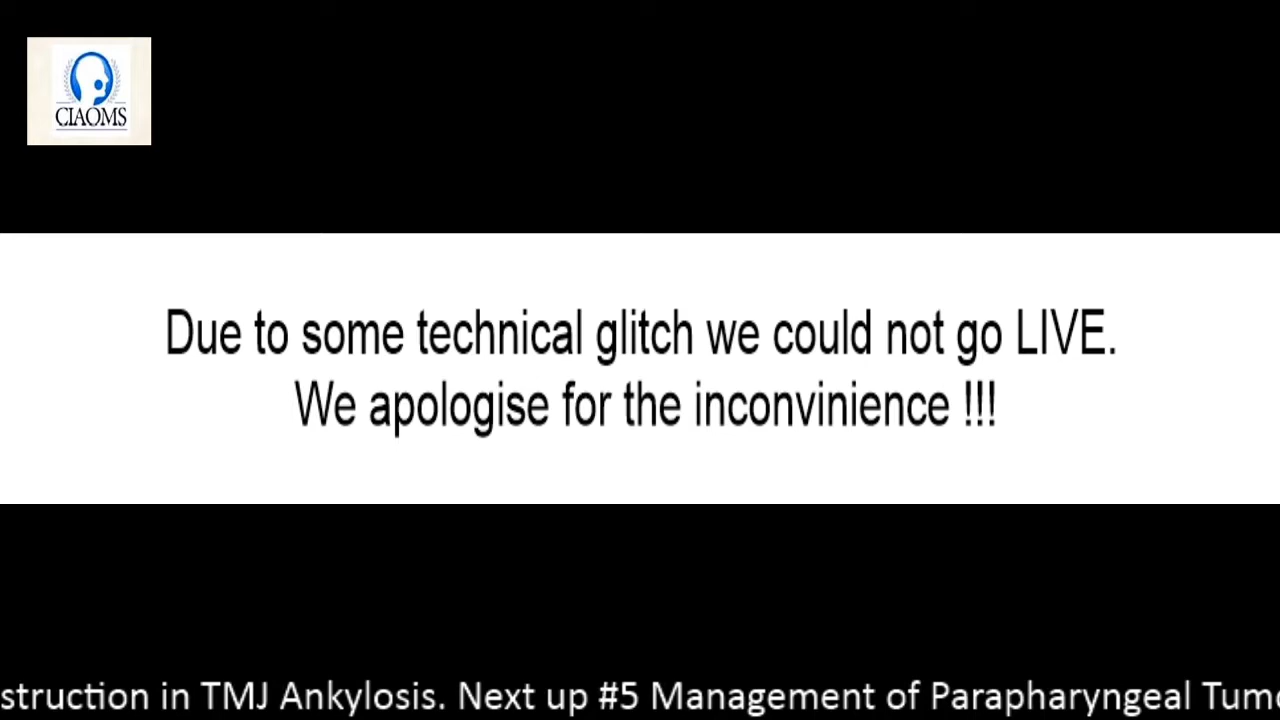 CIAOMS
Due to some technical glitch we could not go LIVE.
We apologise for the inconvinience !!!
struction in TMJ Ankylosis. Next up #5 Management of Parapharyngeal Tum